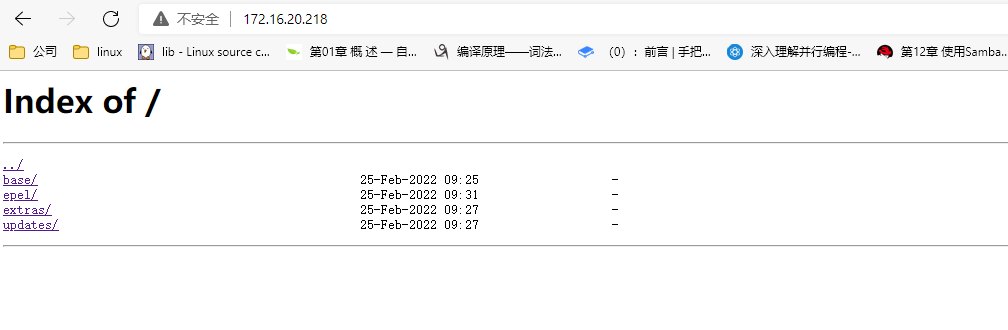 不安全 172.16.20.218
公司 linux lib - Linux source c... 第01章 概 述 — 自... 编译原理——词法... （0）：前言 | 手把... 深入理解并行编程-... 第12章 使用Samba...
Index of /
../
base/ 25-Feb-2022 09:25 -
epel/ 25-Feb-2022 09:31 -
extras/ 25-Feb-2022 09:27 -
updates/ 25-Feb-2022 09:27 -